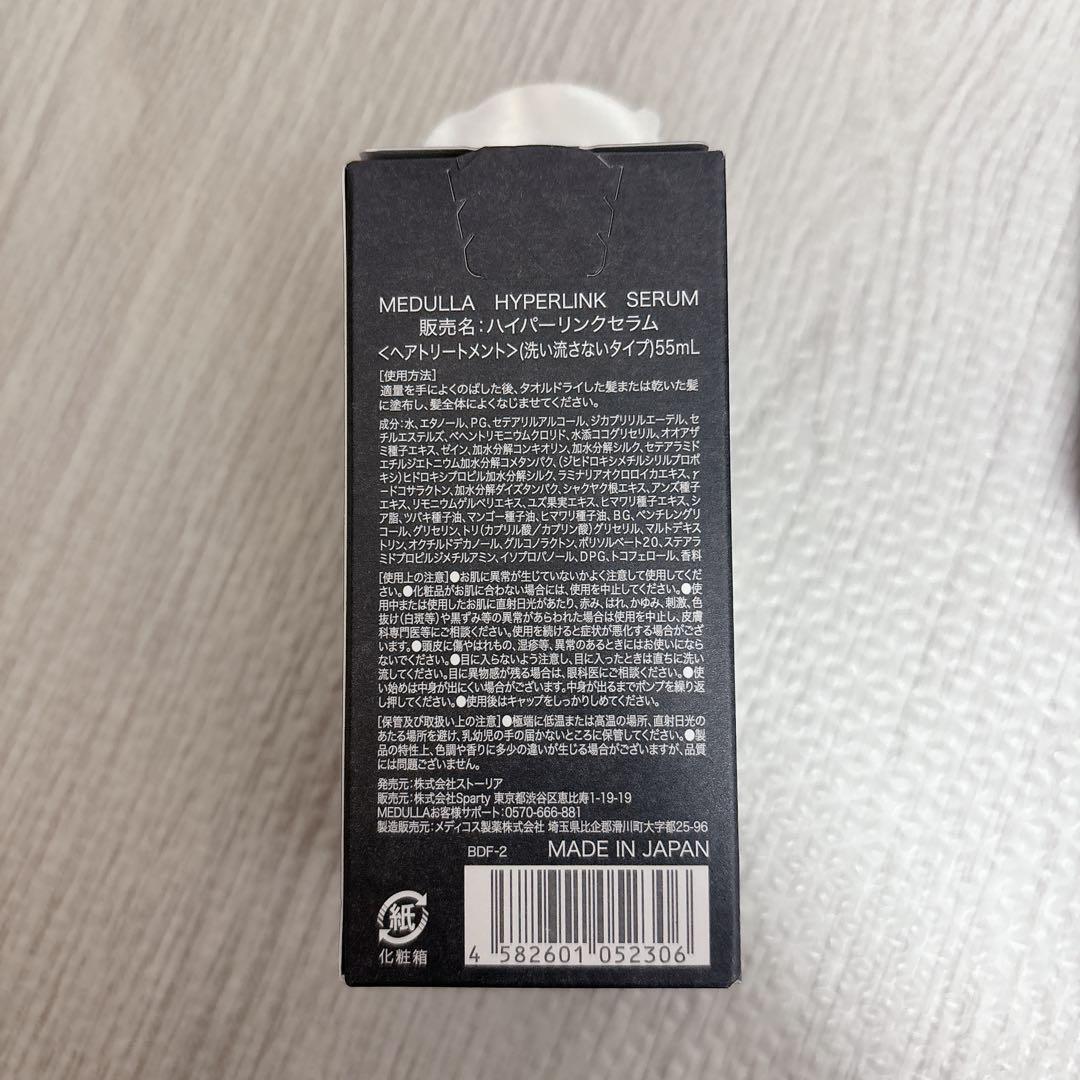 MEDULLA HYPERLINK SERUM
販売名:ハイパーリンクセラム
<ヘアトリートメント>(洗い流さないタイプ)55mL
[使用方法]
適量を手によくのばした後、タオルドライした髪または乾いた髪
に塗布し、髪全体によくなじませてください。
成分:水、エタノール、PG、セテアリルアルコール、ジカプリリルエーテル、セ
チルエステルズ、ベヘントリモニウムクロリド、水添ココグリセリル、オオアザ
ミ種子エキス、ゼイン、加水分解コンキオリン、加水分解シルク、セテアラミド
エチルジエトニウム加水分解コメタンパク、(ジヒドロキシメチルシリルプロポ
キシ)ヒドロキシプロピル加水分解シルク、ラミナリアオクロロイカエキス、γ
ードコサラクトン、加水分解ダイズタンパク、シャクヤク根エキス、アンズ種子
エキス、リモニウムゲルベリエキス、ユズ果実エキス、ヒマワリ種子エキス、シ
ア脂、ツバキ種子油、マンゴー種子油、ヒマワリ種子油、BG、ペンチレングリ
コール、グリセリン、トリ(カプリル酸/カプリン酸)グリセリル、マルトデキス
トリン、オクチルドデカノール、グルコノラクトン、ポリソルベート20、ステアラ
ミドプロピルジメチルアミン、イソプロパノール、DPG、トコフェロール、香料
[使用上の注意]●お肌に異常が生じていないかよく注意して使用してくだ
さい。●化粧品がお肌に合わない場合には、使用を中止してください。●使
用中または使用したお肌に直射日光があたり、赤み、はれ、かゆみ、刺激、色
抜け(白斑等)や黒ずみ等の異常があらわれた場合は使用を中止し、皮膚
科専門医等にご相談ください。使用を続けると症状が悪化する場合がござ
います。●頭皮に傷やはれもの、湿疹等、異常のあるときにはお使いになら
ないでください。●目に入らないよう注意し、目に入ったときは直ちに洗い
流してください。目に異物感が残る場合は、眼科医にご相談ください。●使
い始めは中身が出にくい場合がございます。中身が出るまでポンプを繰り返
し押してください。●使用後はキャップをしっかりしめてください。
[保管及び取扱い上の注意]●極端に低温または高温の場所、直射日光の
あたる場所を避け、乳幼児の手の届かないところに保管してください。●製
品の特性上、色調や香りに多少の違いが生じる場合がございますが、品質
には問題ございません。
発売元:株式会社ストーリア
販売元:株式会社Sparty 東京都渋谷区恵比寿1-19-19
MEDULLAお客様サポート:0570-666-881
製造販売元:メディコス製薬株式会社 埼玉県比企郡滑川町大字都25-96
BDF-2 MADE IN JAPAN
紙
化粧箱
4 582601 052306